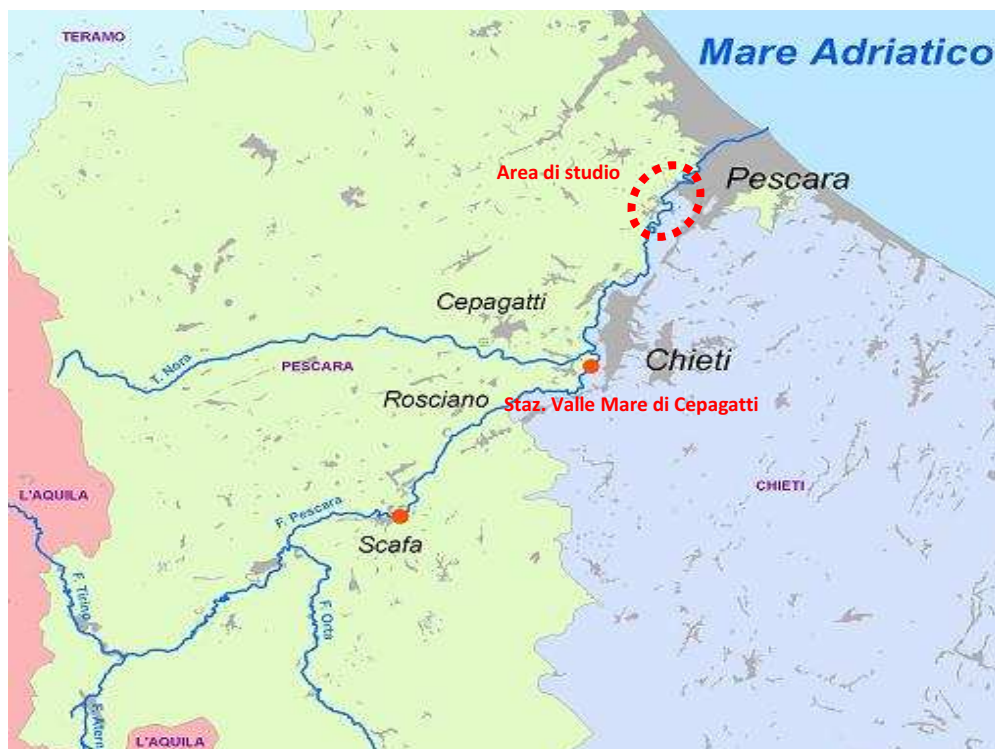 TERAMO
Mare Adriatico
Area di studio
Pescara
Cepagatti
T. Nora
PESCARA
Chieti
Rosciano
Staz. Valle Mare di Cepagatti
L'AQUILA
CHIETI
F. Pescara
Scafa
F. Tirino
F. Orta
F. Atern
L'AQUILA